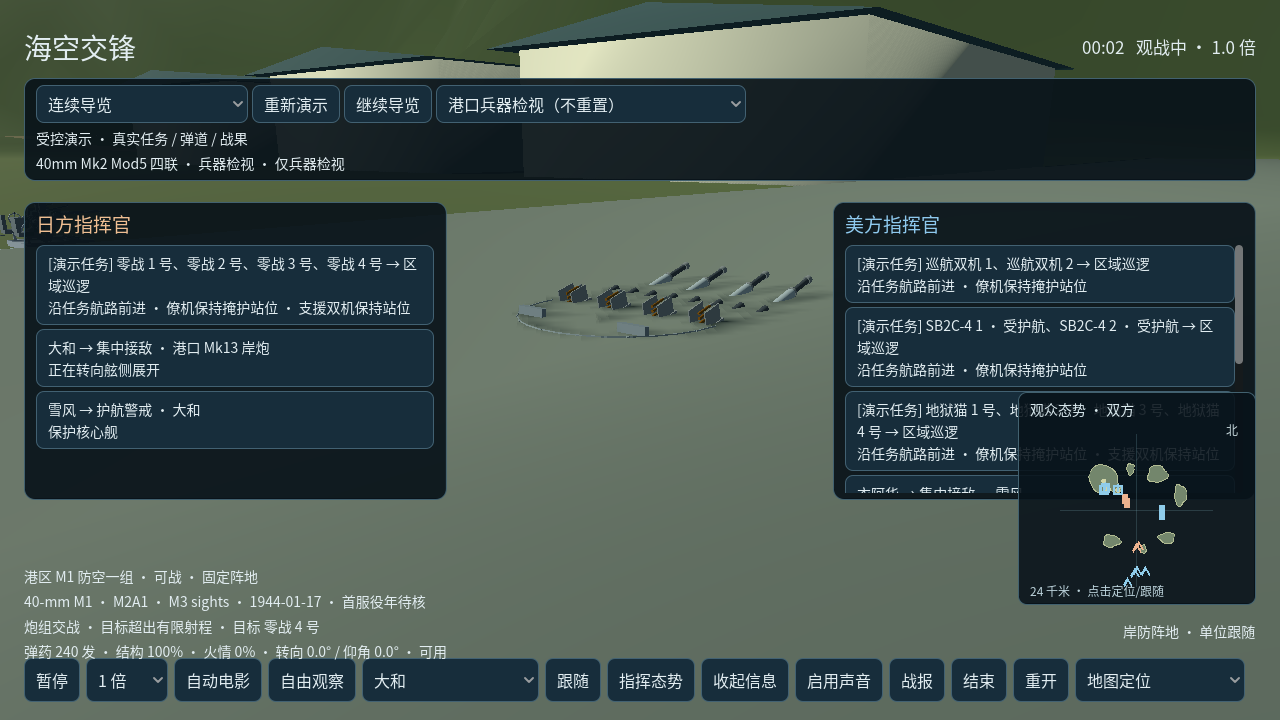 海空交锋
00:02 观战中 · 1.0 倍
连续导览
重新演示
继续导览
港口兵器检视（不重置）
受控演示 · 真实任务 / 弹道 / 战果
40mm Mk2 Mod5 四联 · 兵器检视 · 仅兵器检视
日方指挥官
[演示任务] 零战 1 号、零战 2 号、零战 3 号、零战 4 号 → 区
域巡逻
沿任务航路前进 · 僚机保持掩护站位 · 支援双机保持站位
大和 → 集中接敌 · 港口 Mk13 岸炮
正在转向舷侧展开
雪风 → 护航警戒 · 大和
保护核心舰
美方指挥官
[演示任务] 巡航双机 1、巡航双机 2 → 区域巡逻
沿任务航路前进 · 僚机保持掩护站位
[演示任务] SB2C-4 1 · 受护航、SB2C-4 2 · 受护航 → 区
域巡逻
沿任务航路前进 · 僚机保持掩护站位
[演示任务] 地狱猫 1 号、地狱猫 3 号、地狱猫
4 号 → 区域巡逻
沿任务航路前进 · 僚机保持掩护站位 · 支援双机保持站位
观众态势 · 双方
北
24 千米 · 点击定位/跟随
港区 M1 防空一组 · 可战 · 固定阵地
40-mm M1 · M2A1 · M3 sights · 1944-01-17 · 首服役年待核
炮组交战 · 目标超出有限射程 · 目标 零战 4 号
弹药 240 发 · 结构 100% · 火情 0% · 转向 0.0° / 仰角 0.0° · 可用
岸防阵地 · 单位跟随
暂停
1 倍
自动电影
自由观察
大和
跟随
指挥态势
收起信息
启用声音
战报
结束
重开
地图定位